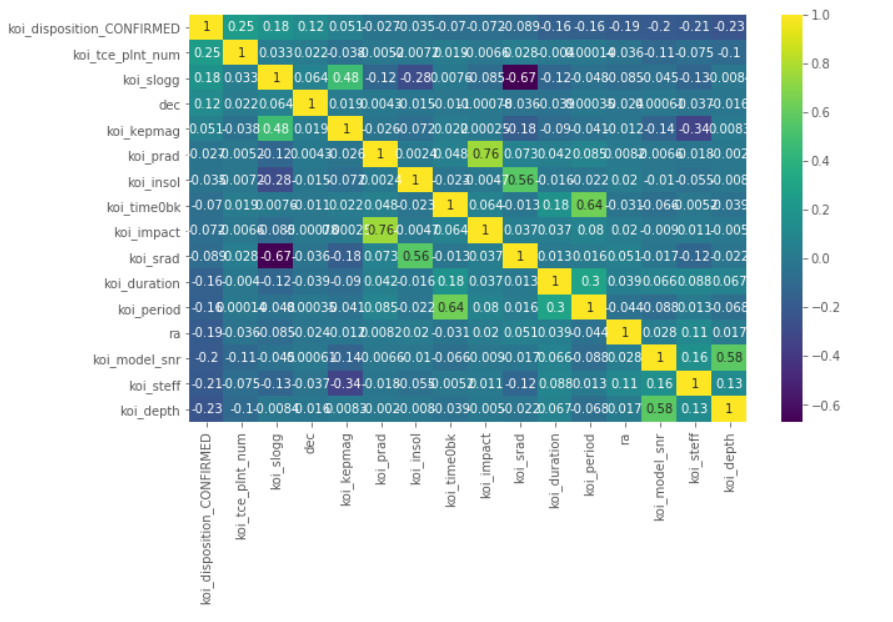 koi_disposition_CONFIRMED 1 0.25 0.18 0.12 0.051 -0.027 -0.035 -0.07 -0.072 -0.089 -0.16 -0.16 -0.19 -0.2 -0.21 -0.23
koi_tce_plnt_num 0.25 1 0.033 0.022 -0.038 -0.0052 -0.0072 0.019 -0.0066 0.028 -0.004 0.00014 -0.036 -0.11 -0.075 -0.1
koi_slogg 0.18 0.033 1 0.064 0.48 -0.12 -0.28 0.0076 -0.085 -0.67 -0.12 -0.048 -0.085 -0.045 -0.13 -0.0084
dec 0.12 0.022 0.064 1 0.019 0.0043 -0.015 -0.011 -0.00078 -0.036 -0.039 0.00035 -0.024 0.00061 -0.037 -0.016
koi_kepmag 0.051 -0.038 0.48 0.019 1 -0.026 -0.072 0.022 0.00025 -0.18 -0.09 -0.041 -0.012 -0.14 -0.34 0.0083
koi_prad -0.027 -0.0052 -0.12 0.0043 -0.026 1 0.0024 0.048 0.76 0.073 0.042 0.085 0.0082 -0.0066 -0.018 -0.002
koi_insol -0.035 -0.0072 -0.28 -0.015 -0.072 0.0024 1 -0.023 -0.0047 0.56 -0.016 -0.022 0.02 -0.01 -0.055 -0.008
koi_time0bk -0.07 0.019 0.0076 -0.011 0.022 0.048 -0.023 1 0.064 -0.013 0.18 0.64 -0.031 -0.066 -0.0052 -0.039
koi_impact -0.072 -0.0066 -0.085 -0.00078 0.00025 0.76 -0.0047 0.064 1 0.037 0.037 0.08 0.02 -0.009 0.011 -0.005
koi_srad -0.089 0.028 -0.67 -0.036 -0.18 0.073 0.56 -0.013 0.037 1 0.013 0.016 0.051 -0.017 -0.12 -0.022
koi_duration -0.16 -0.004 -0.12 -0.039 -0.09 0.042 -0.016 0.18 0.037 0.013 1 0.3 0.039 0.066 0.088 0.067
koi_period -0.16 0.00014 -0.048 0.00035 -0.041 0.085 -0.022 0.64 0.08 0.016 0.3 1 -0.044 -0.088 0.013 -0.068
ra -0.19 -0.036 -0.085 -0.024 -0.012 0.0082 0.02 -0.031 0.02 0.051 0.039 -0.044 1 0.028 0.11 0.017
koi_model_snr -0.2 -0.11 -0.045 0.00061 -0.14 -0.0066 -0.01 -0.066 -0.009 -0.017 0.066 -0.088 0.028 1 0.16 0.58
koi_steff -0.21 -0.075 -0.13 -0.037 -0.34 -0.018 -0.055 -0.0052 0.011 -0.12 0.088 0.013 0.11 0.16 1 0.13
koi_depth -0.23 -0.1 -0.0084 -0.016 0.0083 -0.002 -0.008 -0.039 -0.005 -0.022 0.067 -0.068 0.017 0.58 0.13 1
koi_disposition_CONFIRMED
koi_tce_plnt_num
koi_slogg
dec
koi_kepmag
koi_prad
koi_insol
koi_time0bk
koi_impact
koi_srad
koi_duration
koi_period
ra
koi_model_snr
koi_steff
koi_depth
1.0
0.8
0.6
0.4
0.2
0.0
−0.2
−0.4
−0.6